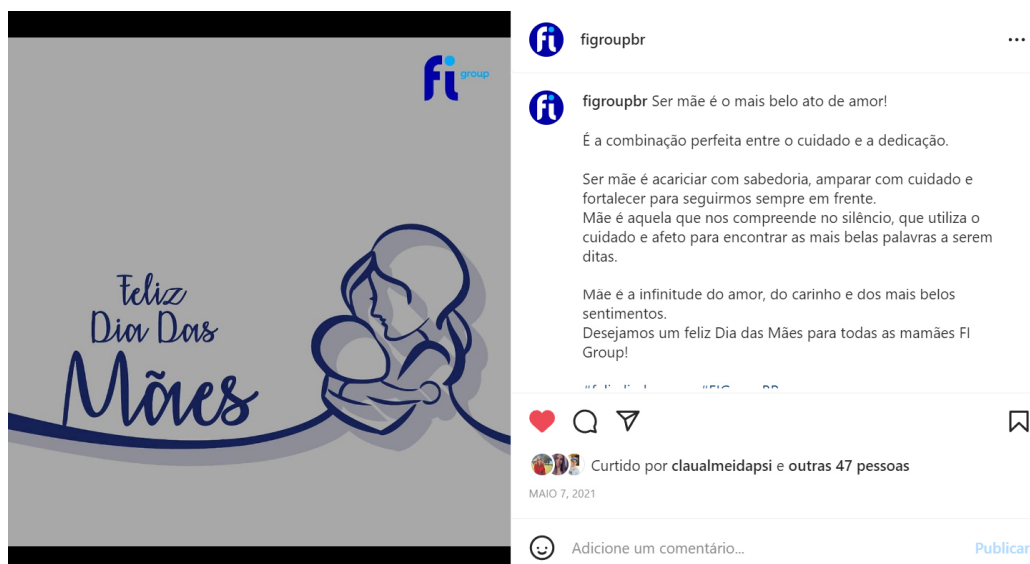 fi group
Feliz
Dia Das
Mães
fi figroupbr
fi figroupbr Ser mãe é o mais belo ato de amor!
É a combinação perfeita entre o cuidado e a dedicação.
Ser mãe é acariciar com sabedoria, amparar com cuidado e
fortalecer para seguirmos sempre em frente.
Mãe é aquela que nos compreende no silêncio, que utiliza o
cuidado e afeto para encontrar as mais belas palavras a serem
ditas.
Mãe é a infinitude do amor, do carinho e dos mais belos
sentimentos.
Desejamos um feliz Dia das Mães para todas as mamães FI
Group!
Curtido por claualmeidapsi e outras 47 pessoas
MAIO 7, 2021
Adicione um comentário... Publicar